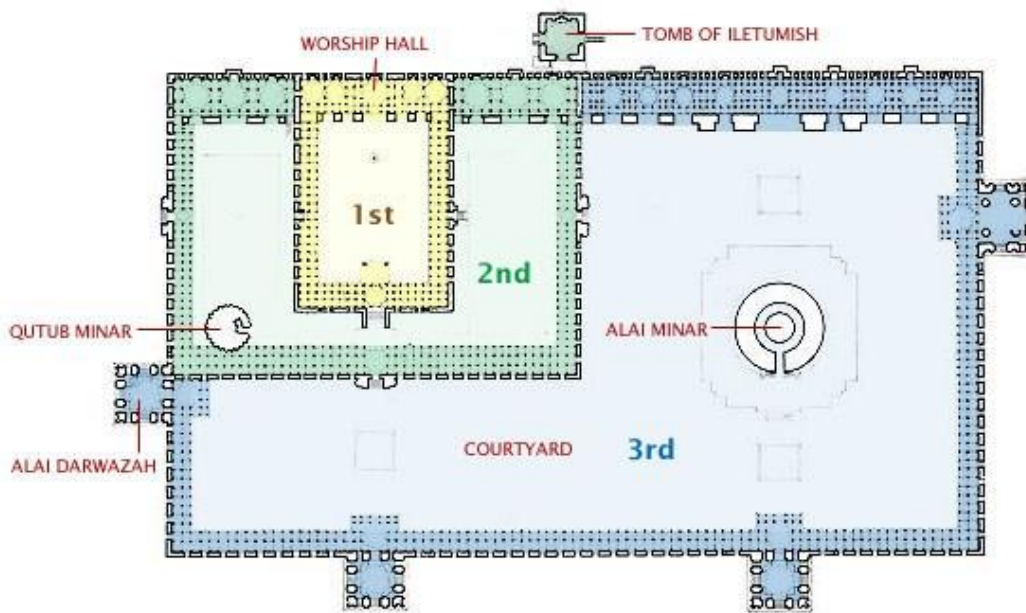 TOMB OF ILETUMISH
WORSHIP HALL
1st
2nd
QUTUB MINAR
ALAI MINAR
COURTYARD
3rd
ALAI DARWAZAH